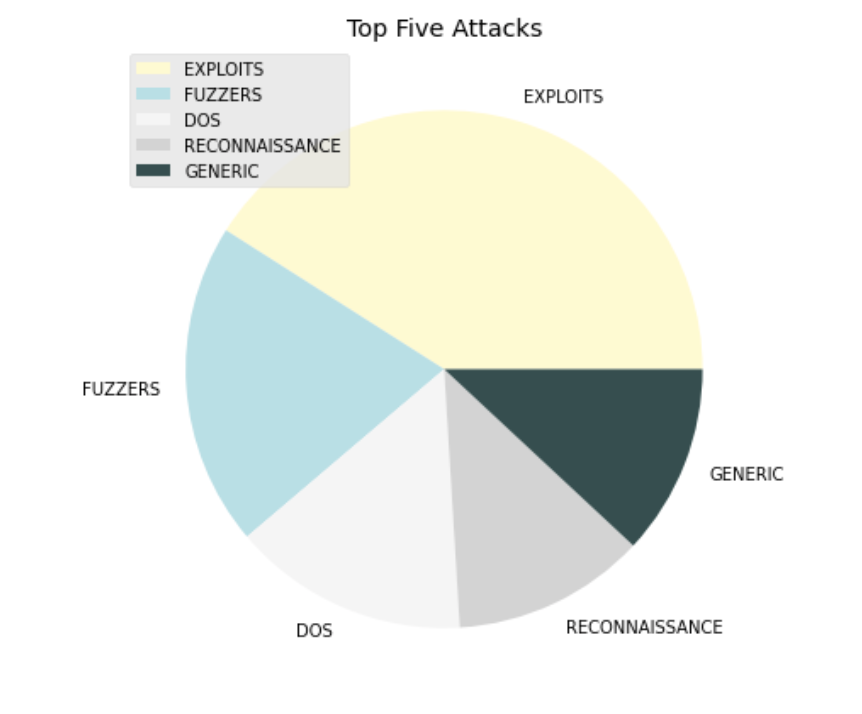 Top Five Attacks
EXPLOITS
FUZZERS
DOS
RECONNAISSANCE
GENERIC
EXPLOITS
FUZZERS
GENERIC
DOS
RECONNAISSANCE